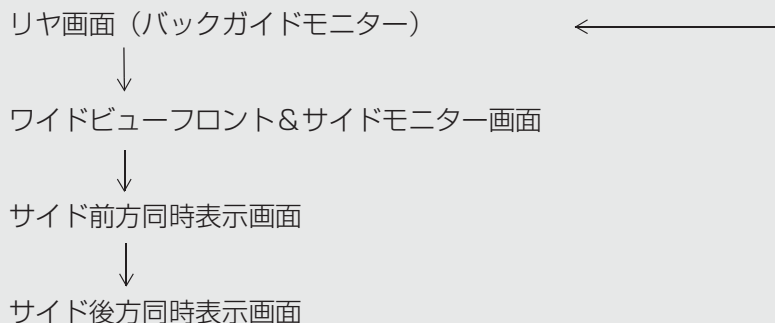 リヤ画面（バックガイドモニター）
ワイドビューフロント＆サイドモニター画面
サイド前方同時表示画面
サイド後方同時表示画面